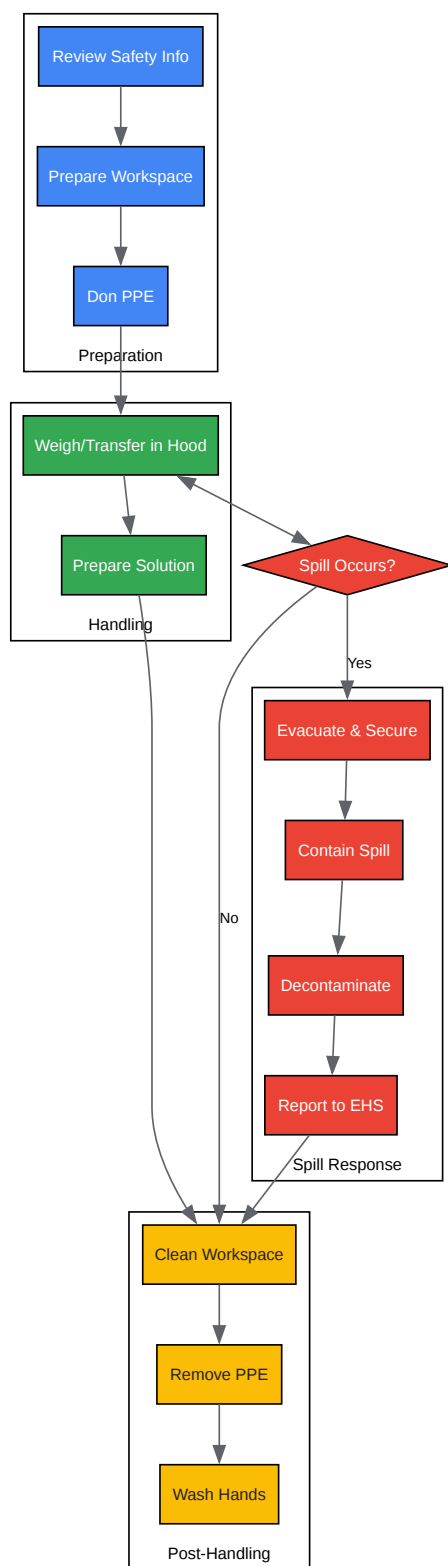 Review Safety Info
Prepare Workspace
Don PPE
Preparation
Weigh/Transfer in Hood
Prepare Solution
Spill Occurs?
Handling
Yes
Evacuate & Secure
Contain Spill
No
Decontaminate
Report to EHS
Spill Response
Clean Workspace
Remove PPE
Wash Hands
Post-Handling